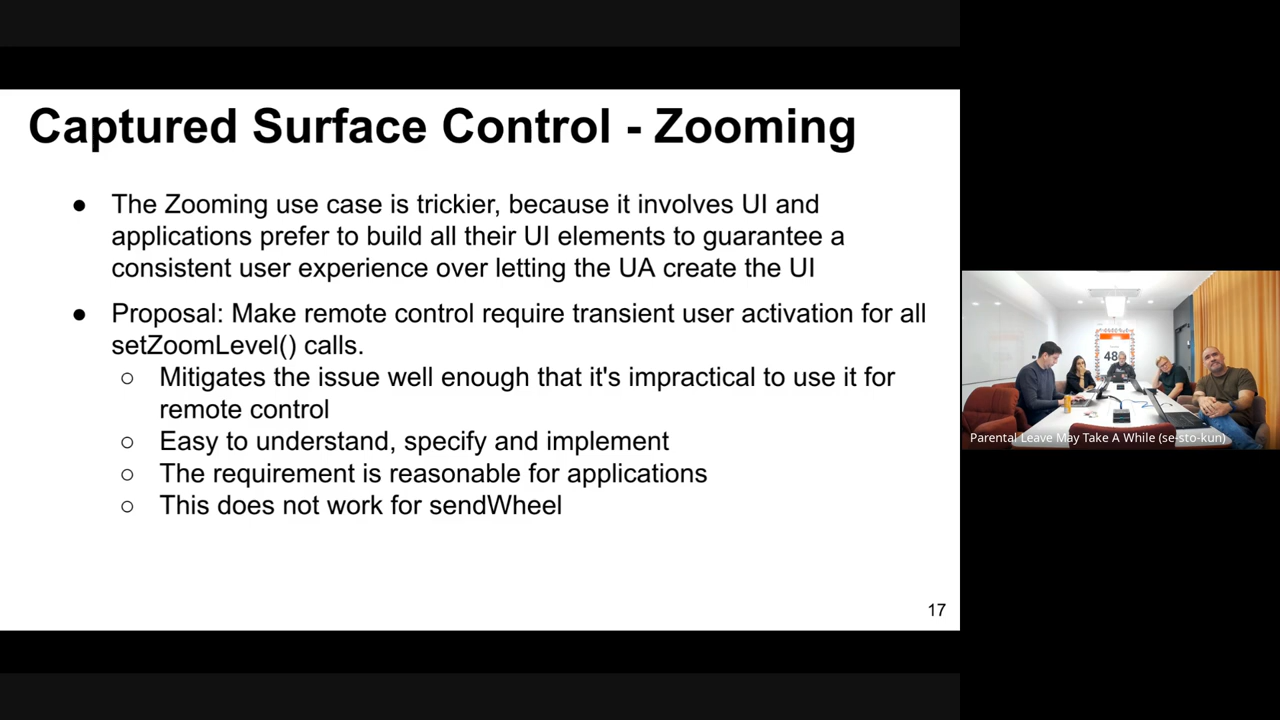 Captured Surface Control - Zooming
● The Zooming use case is trickier, because it involves UI and
applications prefer to build all their UI elements to guarantee a
consistent user experience over letting the UA create the UI
● Proposal: Make remote control require transient user activation for all
setZoomLevel() calls.
○ Mitigates the issue well enough that it's impractical to use it for
remote control
○ Easy to understand, specify and implement
○ The requirement is reasonable for applications
○ This does not work for sendWheel
17
Parental Leave May Take A While (se-sto-kun)